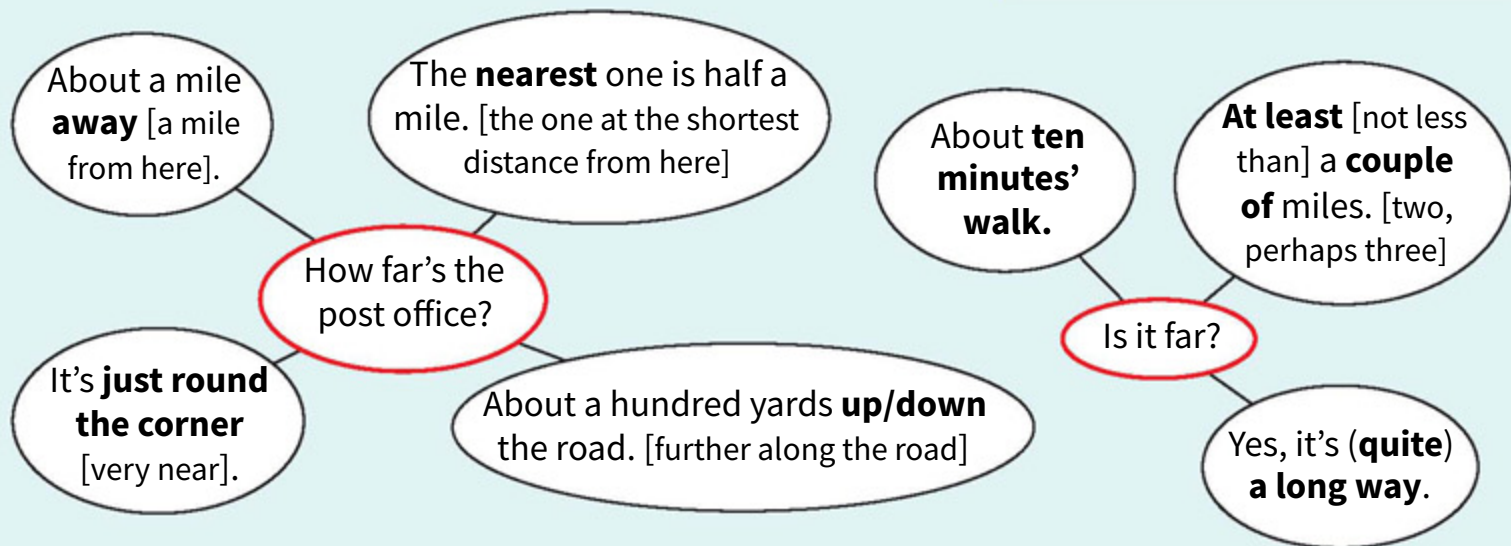 About a mile
away [a mile
from here].
The nearest one is half a
mile. [the one at the shortest
distance from here]
How far’s the
post office?
It’s just round
the corner
[very near].
About a hundred yards up/down
the road. [further along the road]
About ten
minutes’
walk.
At least [not less
than] a couple
of miles. [two,
perhaps three]
Is it far?
Yes, it’s (quite)
a long way.